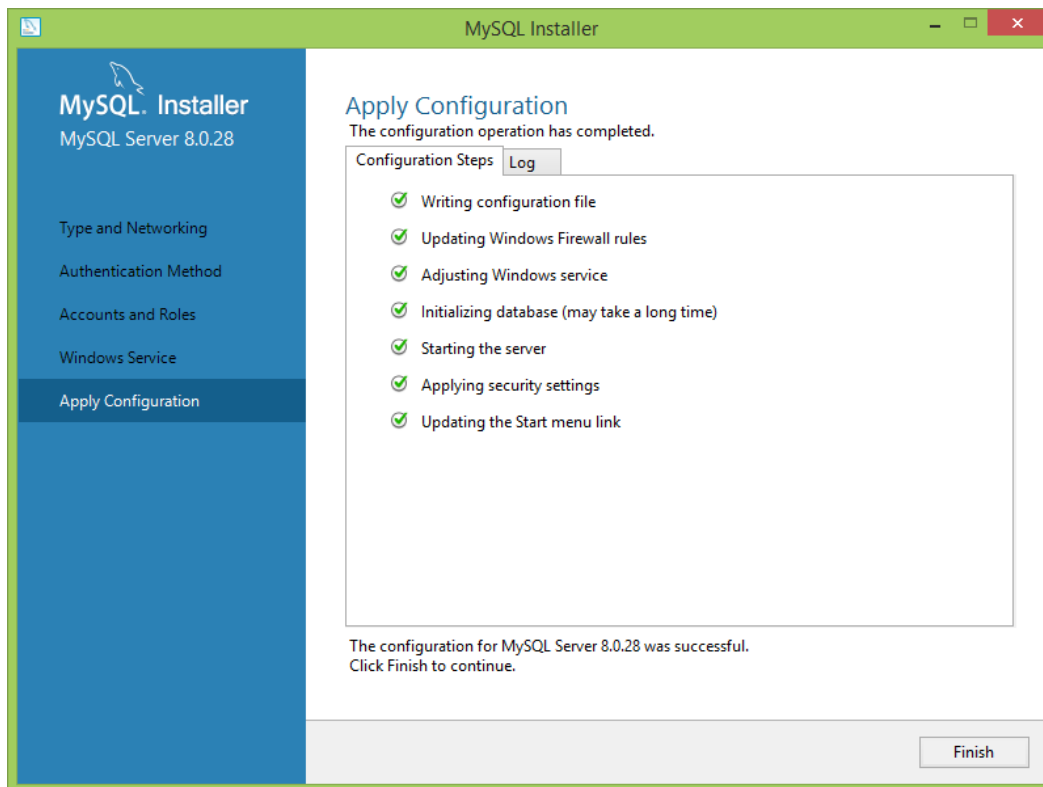 MySQL Installer
MySQL. Installer
MySQL Server 8.0.28
Type and Networking
Authentication Method
Accounts and Roles
Windows Service
Apply Configuration
Apply Configuration
The configuration operation has completed.
Configuration Steps Log
Writing configuration file
Updating Windows Firewall rules
Adjusting Windows service
Initializing database (may take a long time)
Starting the server
Applying security settings
Updating the Start menu link
The configuration for MySQL Server 8.0.28 was successful.
Click Finish to continue.
Finish